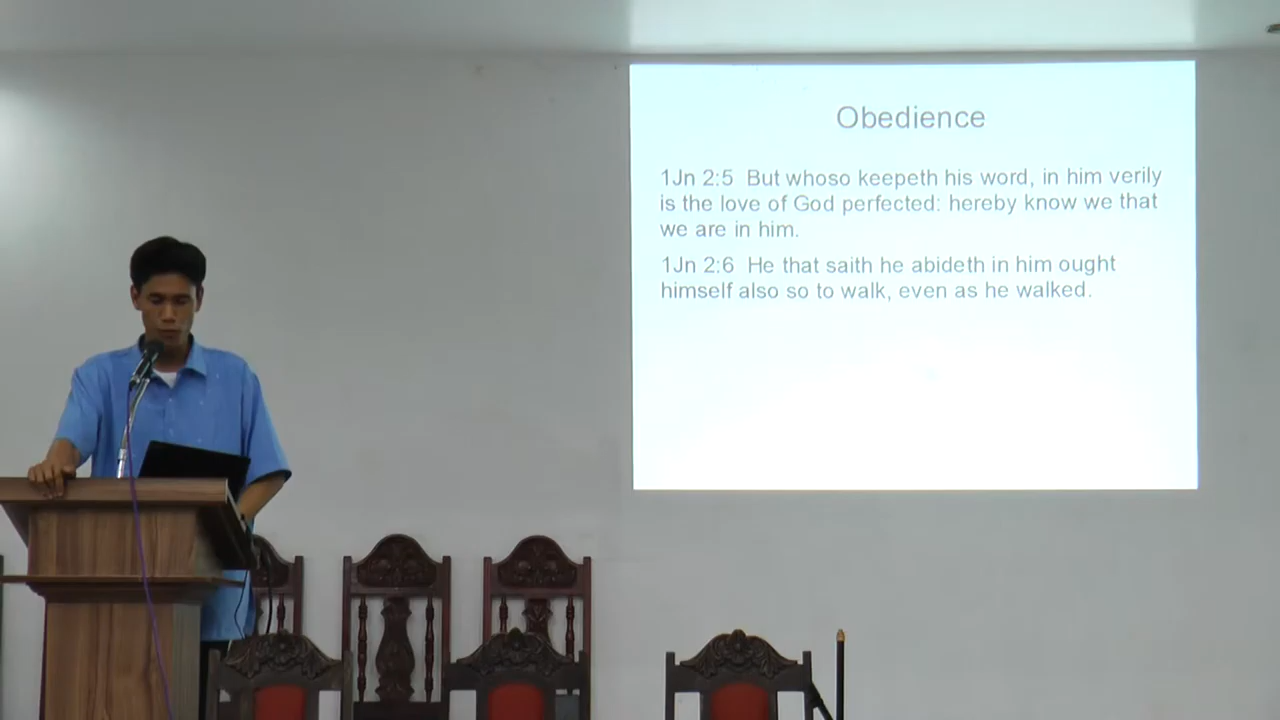 Obedience
1Jn 2:5 But whoso keepeth his word, in him verily
is the love of God perfected: hereby know we that
we are in him.
1Jn 2:6 He that saith he abideth in him ought
himself also so to walk, even as he walked.